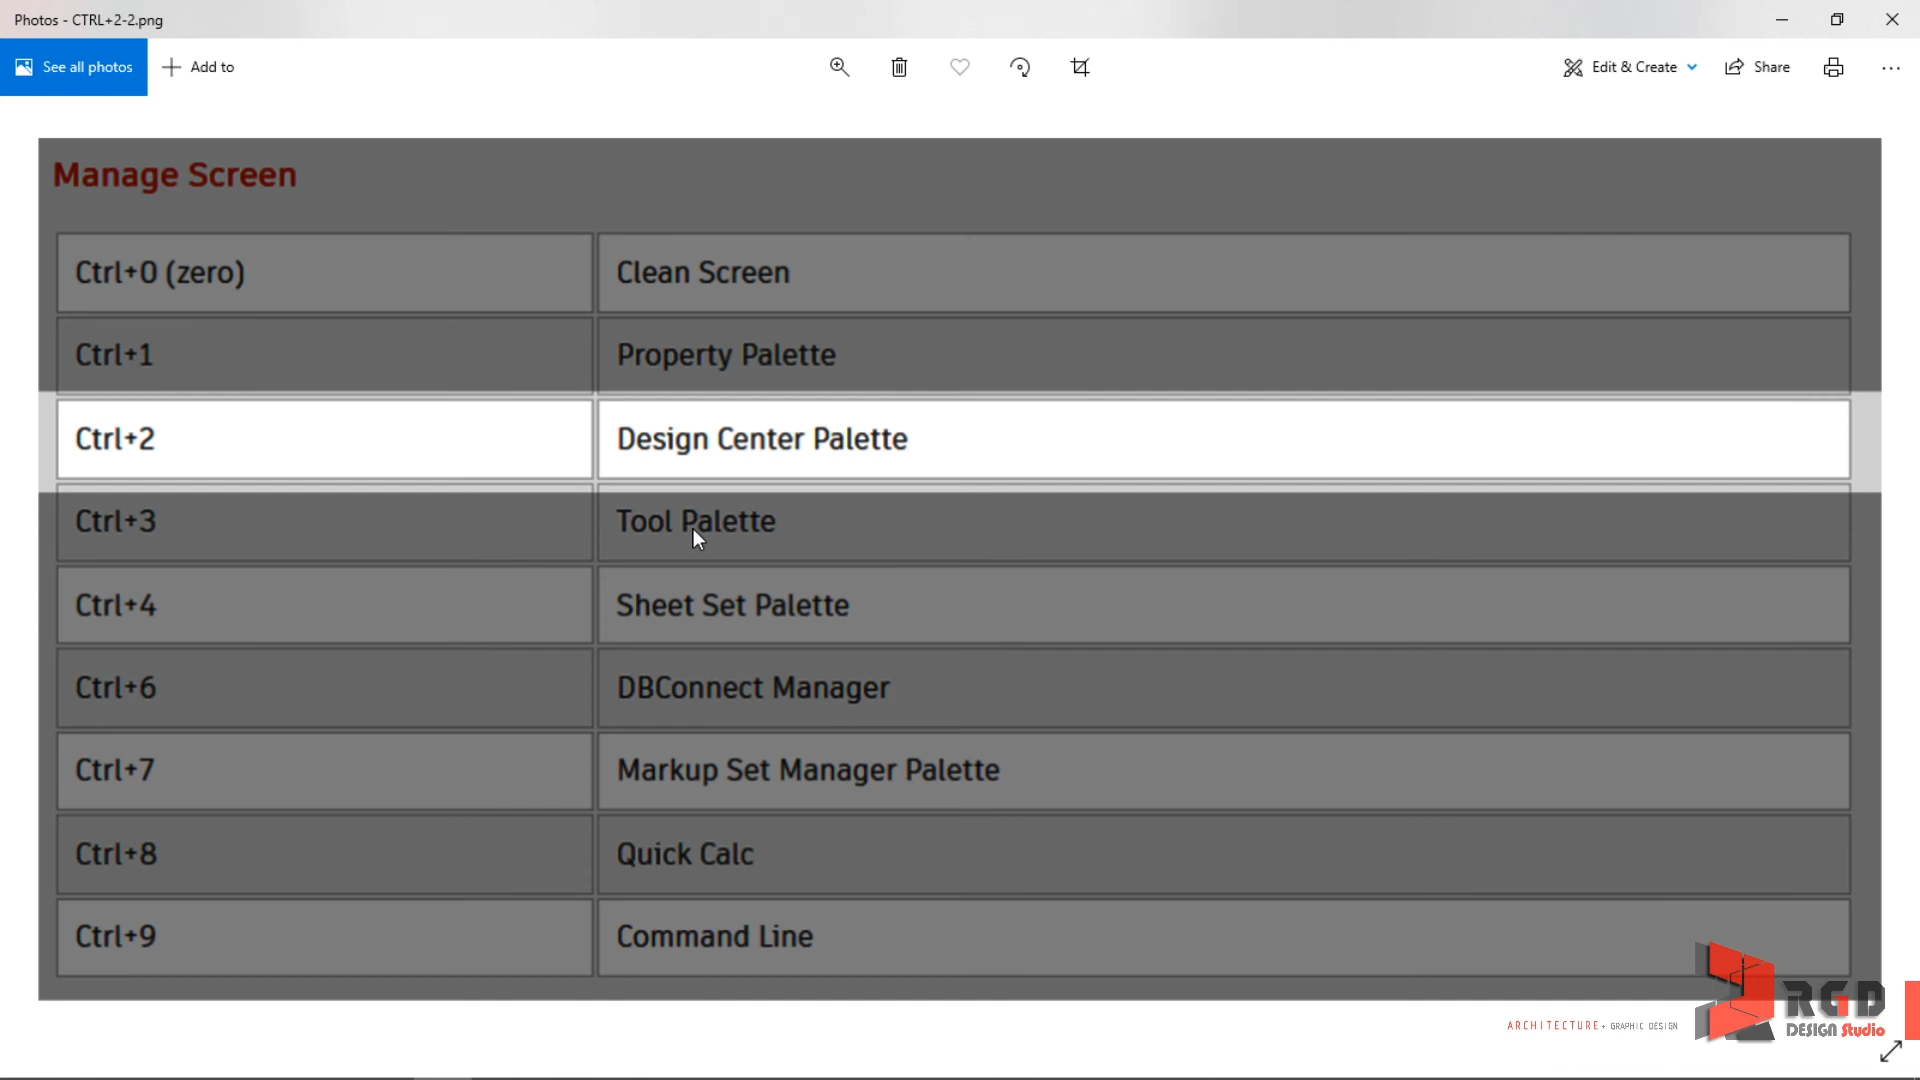 Photos - CTRL+2-2.png
See all photos
Add to
Edit & Create
Share
Manage Screen
Ctrl+0 (zero) Clean Screen
Ctrl+1 Property Palette
Ctrl+2 Design Center Palette
Ctrl+3 Tool Palette
Ctrl+4 Sheet Set Palette
Ctrl+6 DBConnect Manager
Ctrl+7 Markup Set Manager Palette
Ctrl+8 Quick Calc
Ctrl+9 Command Line
RGD
ARCHITECTURE + GRAPHIC DESIGN
DESIGN Studio